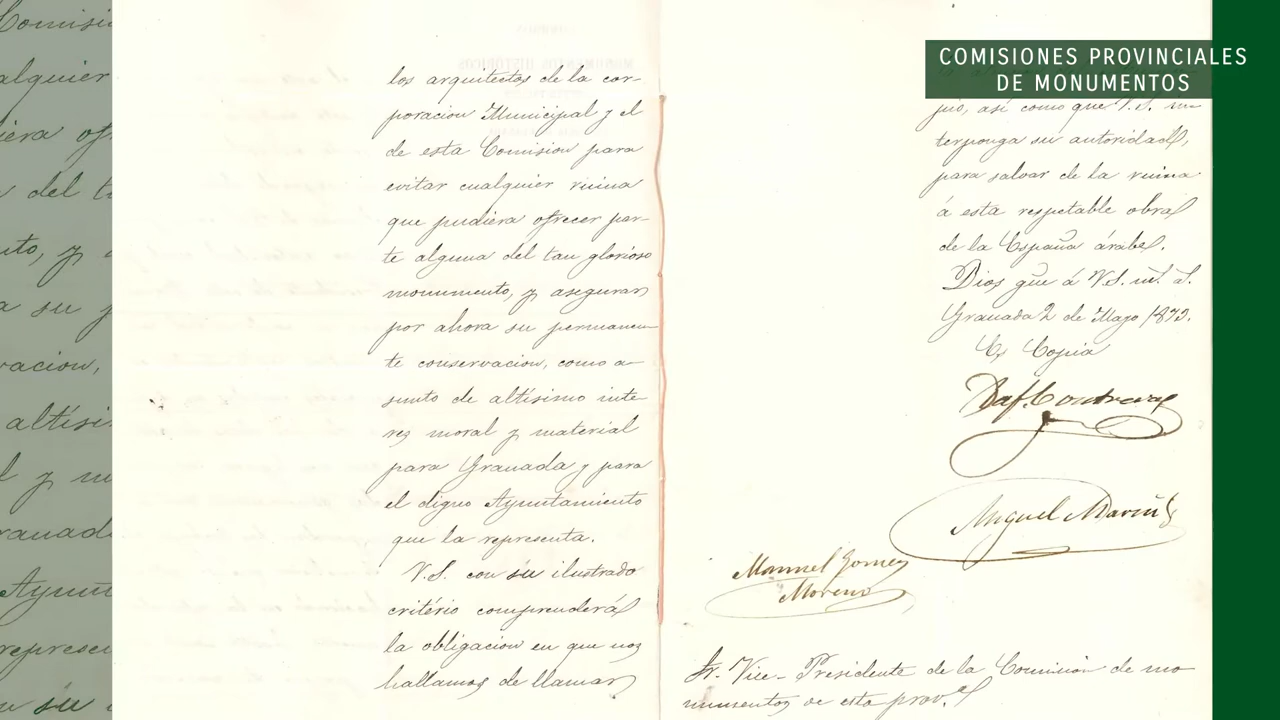 COMISIONES PROVINCIALES
DE MONUMENTOS
los arquitectos de la cor-
poracion Municipal y el
de esta Comision para
evitar cualquier ruina
que pudiera ofrecer par-
te alguna del tan glorioso
monumento, y asegurar
por ahora su permanen-
te conservacion, como a-
sunto de altísimo inte-
res moral y material
para Granada y para
el digno Ayuntamiento
que la representa.
V.S. con su ilustrado
critério comprenderá
la obligacion en que nos
hallamos de llamar
así como que V.S. in-
terponga su autoridad,
para salvar de la ruina
á esta respetable obra
de la España árabe.
Dios gue á V.S. m.s a.s
Granada 2 de Mayo 1873.
Es Copia
Raf. Contreras
Miguel Marin
Manuel Gomez
Moreno
Sr. Vice-Presidente de la Comision de mo
numentos de esta prov.a